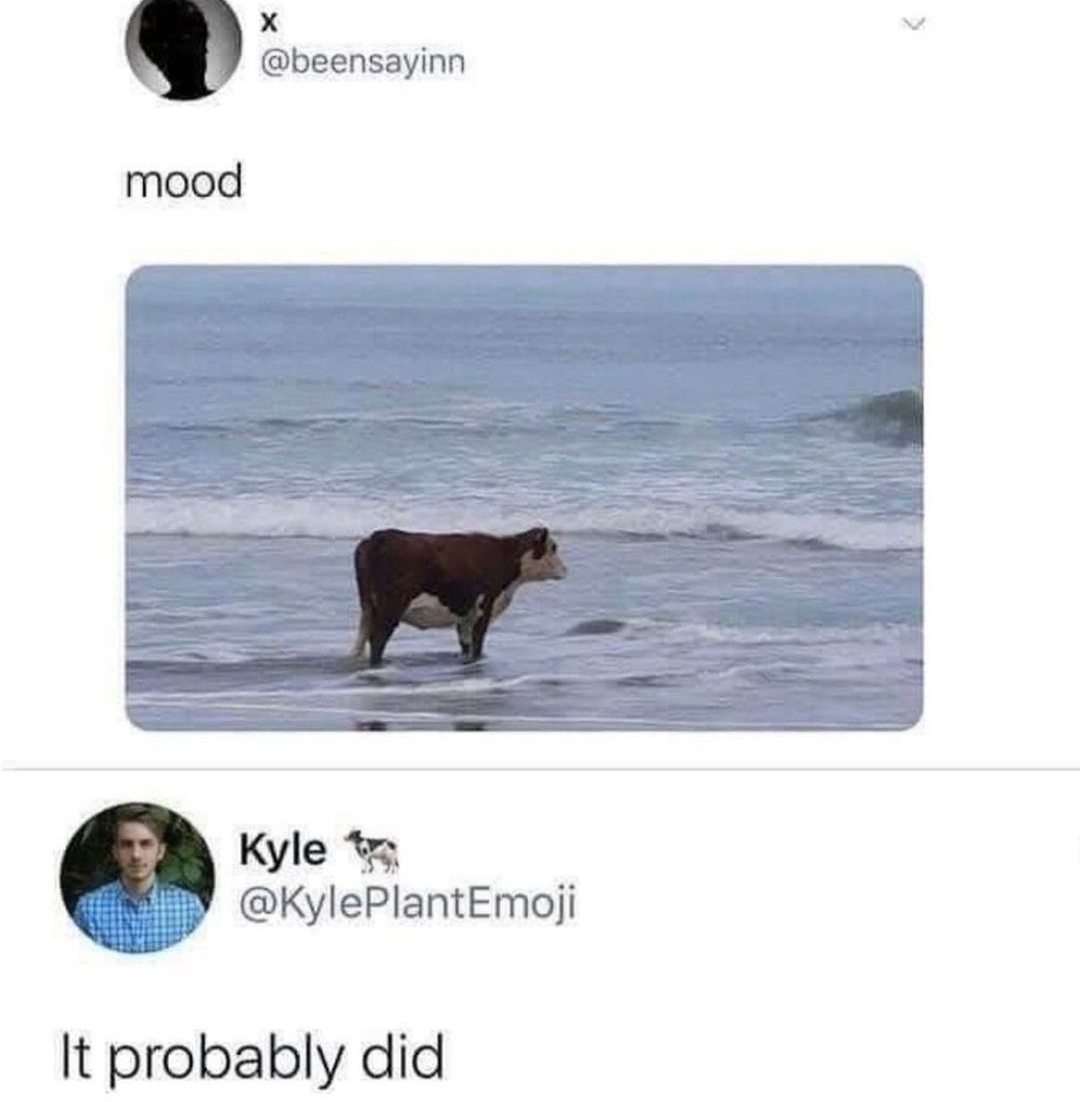 x
@beensayinn
mood
Kyle 🐄
@KylePlantEmoji
It probably did